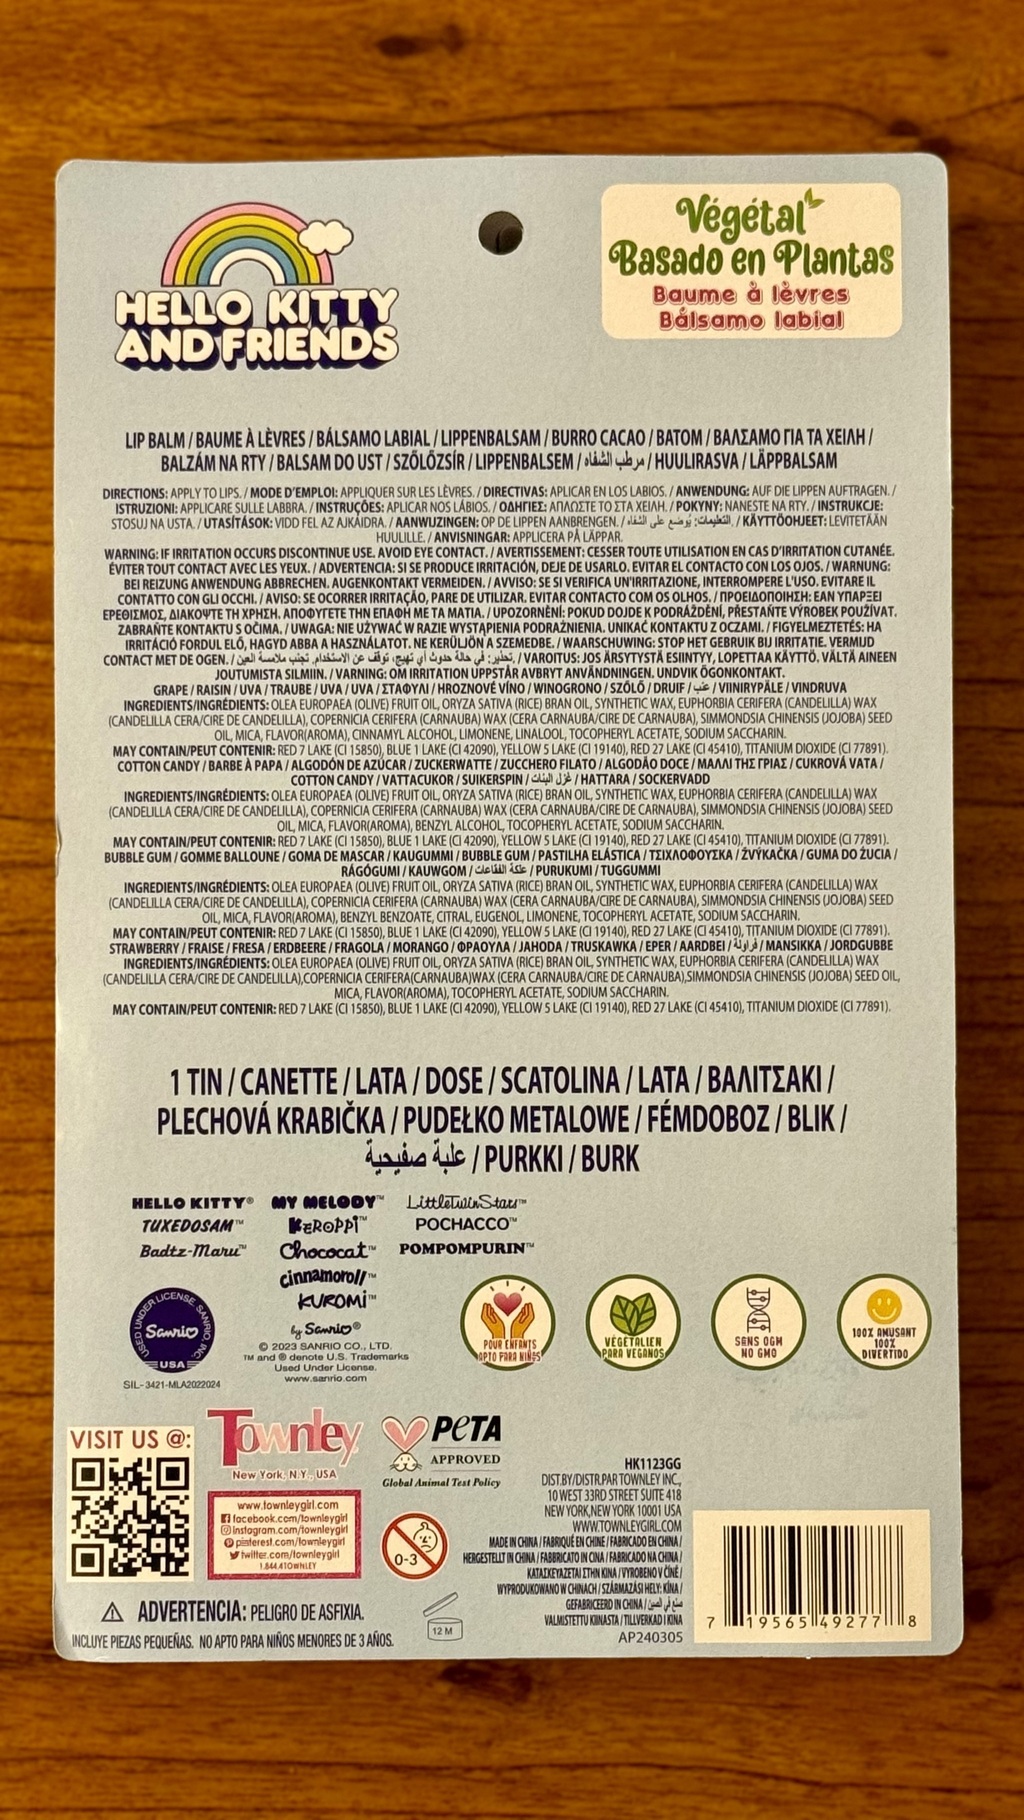 HELLO KITTY
AND FRIENDS
Végétal
Basado en Plantas
Baume à lèvres
Bálsamo labial
LIP BALM / BAUME À LÈVRES / BÁLSAMO LABIAL / LIPPENBALSAM / BURRO CACAO / BATOM / ΒΑΛΣΑΜΟ ΓΙΑ ΤΑ ΧΕΙΛΗ /
BALZÁM NA RTY / BALSAM DO UST / SZŐLŐZSÍR / LIPPENBALSEM / مرطب الشفاه / HUULIRASVA / LÄPPBALSAM
DIRECTIONS: APPLY TO LIPS. / MODE D'EMPLOI: APPLIQUER SUR LES LÈVRES. / DIRECTIVAS: APLICAR EN LOS LABIOS. / ANWENDUNG: AUF DIE LIPPEN AUFTRAGEN. /
ISTRUZIONI: APPLICARE SULLE LABBRA. / INSTRUÇÕES: APLICAR NOS LÁBIOS. / ΟΔΗΓΙΕΣ: ΑΠΛΩΣΤΕ ΤΟ ΣΤΑ ΧΕΙΛΗ. / POKYNY: NANESTE NA RTY. / INSTRUKCJE:
STOSUJ NA USTA. / UTASÍTÁSOK: VIDD FEL AZ AJKAIDRA. / AANWIJZINGEN: OP DE LIPPEN AANBRENGEN. / التعليمات: يُوضع على الشفاه. / KÄYTTÖOHJEET: LEVITETÄÄN
HUULILLE. / ANVISNINGAR: APPLICERA PÅ LÄPPAR.
WARNING: IF IRRITATION OCCURS DISCONTINUE USE. AVOID EYE CONTACT. / AVERTISSEMENT: CESSER TOUTE UTILISATION EN CAS D'IRRITATION CUTANÉE.
ÉVITER TOUT CONTACT AVEC LES YEUX. / ADVERTENCIA: SI SE PRODUCE IRRITACIÓN, DEJE DE USARLO. EVITAR EL CONTACTO CON LOS OJOS. / WARNUNG:
BEI REIZUNG ANWENDUNG ABBRECHEN. AUGENKONTAKT VERMEIDEN. / AVVISO: SE SI VERIFICA UN'IRRITAZIONE, INTERROMPERE L'USO. EVITARE IL
CONTATTO CON GLI OCCHI. / AVISO: SE OCORRER IRRITAÇÃO, PARE DE UTILIZAR. EVITAR CONTATO COM OS OLHOS. / ΠΡΟΕΙΔΟΠΟΙΗΣΗ: ΕΑΝ ΥΠΑΡΞΕΙ
ΕΡΕΘΙΣΜΟΣ, ΔΙΑΚΟΨΤΕ ΤΗ ΧΡΗΣΗ. ΑΠΟΦΥΓΕΤΕ ΤΗΝ ΕΠΑΦΗ ΜΕ ΤΑ ΜΑΤΙΑ. / UPOZORNĚNÍ: POKUD DOJDE K PODRÁŽDĚNÍ, PŘESTAŇTE VÝROBEK POUŽÍVAT.
ZABRAŇTE KONTAKTU S OČIMA. / UWAGA: NIE UŻYWAĆ W RAZIE WYSTĄPIENIA PODRAŻNIENIA. UNIKAĆ KONTAKTU Z OCZAMI. / FIGYELMEZTETÉS: HA
IRRITÁCIÓ FORDUL ELŐ, HAGYD ABBA A HASZNÁLATOT. NE KERÜLJÖN A SZEMEDBE. / WAARSCHUWING: STOP HET GEBRUIK BIJ IRRITATIE. VERMIJD
CONTACT MET DE OGEN. / تحذير: في حالة حدوث أي تهيج، توقف عن الاستخدام. تجنب ملامسة العين. / VAROITUS: JOS ÄRSYTYSTÄ ESIINTYY, LOPETTAA KÄYTTÖ. VÄLTÄ AINEEN
JOUTUMISTA SILMIIN. / VARNING: OM IRRITATION UPPSTÅR AVBRYT ANVÄNDNINGEN. UNDVIK ÖGONKONTAKT.
GRAPE / RAISIN / UVA / TRAUBE / UVA / UVA / ΣΤΑΦΥΛΙ / HROZNOVÉ VÍNO / WINOGRONO / SZŐLŐ / DRUIF / عنب / VIINIRYPÄLE / VINDRUVA
INGREDIENTS/INGRÉDIENTS: OLEA EUROPAEA (OLIVE) FRUIT OIL, ORYZA SATIVA (RICE) BRAN OIL, SYNTHETIC WAX, EUPHORBIA CERIFERA (CANDELILLA) WAX
(CANDELILLA CERA/CIRE DE CANDELILLA), COPERNICIA CERIFERA (CARNAUBA) WAX (CERA CARNAUBA/CIRE DE CARNAUBA), SIMMONDSIA CHINENSIS (JOJOBA) SEED
OIL, MICA, FLAVOR(AROMA), CINNAMYL ALCOHOL, LIMONENE, LINALOOL, TOCOPHERYL ACETATE, SODIUM SACCHARIN.
MAY CONTAIN/PEUT CONTENIR: RED 7 LAKE (CI 15850), BLUE 1 LAKE (CI 42090), YELLOW 5 LAKE (CI 19140), RED 27 LAKE (CI 45410), TITANIUM DIOXIDE (CI 77891).
COTTON CANDY / BARBE À PAPA / ALGODÓN DE AZÚCAR / ZUCKERWATTE / ZUCCHERO FILATO / ALGODÃO DOCE / ΜΑΛΛΙ ΤΗΣ ΓΡΙΑΣ / CUKROVÁ VATA /
COTTON CANDY / VATTACUKOR / SUIKERSPIN / غزل البنات / HATTARA / SOCKERVADD
INGREDIENTS/INGRÉDIENTS: OLEA EUROPAEA (OLIVE) FRUIT OIL, ORYZA SATIVA (RICE) BRAN OIL, SYNTHETIC WAX, EUPHORBIA CERIFERA (CANDELILLA) WAX
(CANDELILLA CERA/CIRE DE CANDELILLA), COPERNICIA CERIFERA (CARNAUBA) WAX (CERA CARNAUBA/CIRE DE CARNAUBA), SIMMONDSIA CHINENSIS (JOJOBA) SEED
OIL, MICA, FLAVOR(AROMA), BENZYL ALCOHOL, TOCOPHERYL ACETATE, SODIUM SACCHARIN.
MAY CONTAIN/PEUT CONTENIR: RED 7 LAKE (CI 15850), BLUE 1 LAKE (CI 42090), YELLOW 5 LAKE (CI 19140), RED 27 LAKE (CI 45410), TITANIUM DIOXIDE (CI 77891).
BUBBLE GUM / GOMME BALLOUNE / GOMA DE MASCAR / KAUGUMMI / BUBBLE GUM / PASTILHA ELÁSTICA / ΤΣΙΧΛΟΦΟΥΣΚΑ / ŽVÝKAČKA / GUMA DO ŻUCIA /
RÁGÓGUMI / KAUWGOM / علكة الفقاعات / PURUKUMI / TUGGUMMI
INGREDIENTS/INGRÉDIENTS: OLEA EUROPAEA (OLIVE) FRUIT OIL, ORYZA SATIVA (RICE) BRAN OIL, SYNTHETIC WAX, EUPHORBIA CERIFERA (CANDELILLA) WAX
(CANDELILLA CERA/CIRE DE CANDELILLA), COPERNICIA CERIFERA (CARNAUBA) WAX (CERA CARNAUBA/CIRE DE CARNAUBA), SIMMONDSIA CHINENSIS (JOJOBA) SEED
OIL, MICA, FLAVOR(AROMA), BENZYL BENZOATE, CITRAL, EUGENOL, LIMONENE, TOCOPHERYL ACETATE, SODIUM SACCHARIN.
MAY CONTAIN/PEUT CONTENIR: RED 7 LAKE (CI 15850), BLUE 1 LAKE (CI 42090), YELLOW 5 LAKE (CI 19140), RED 27 LAKE (CI 45410), TITANIUM DIOXIDE (CI 77891).
STRAWBERRY / FRAISE / FRESA / ERDBEERE / FRAGOLA / MORANGO / ΦΡΑΟΥΛΑ / JAHODA / TRUSKAWKA / EPER / AARDBEI / فراولة / MANSIKKA / JORDGUBBE
INGREDIENTS/INGRÉDIENTS: OLEA EUROPAEA (OLIVE) FRUIT OIL, ORYZA SATIVA (RICE) BRAN OIL, SYNTHETIC WAX, EUPHORBIA CERIFERA (CANDELILLA) WAX
(CANDELILLA CERA/CIRE DE CANDELILLA),COPERNICIA CERIFERA(CARNAUBA)WAX (CERA CARNAUBA/CIRE DE CARNAUBA),SIMMONDSIA CHINENSIS (JOJOBA) SEED OIL,
MICA, FLAVOR(AROMA), TOCOPHERYL ACETATE, SODIUM SACCHARIN.
MAY CONTAIN/PEUT CONTENIR: RED 7 LAKE (CI 15850), BLUE 1 LAKE (CI 42090), YELLOW 5 LAKE (CI 19140), RED 27 LAKE (CI 45410), TITANIUM DIOXIDE (CI 77891).
1 TIN / CANETTE / LATA / DOSE / SCATOLINA / LATA / ΒΑΛΙΤΣΑΚΙ /
PLECHOVÁ KRABIČKA / PUDEŁKO METALOWE / FÉMDOBOZ / BLIK /
علبة صفيحية / PURKKI / BURK
HELLO KITTY® MY MELODY™ LittleTwinStars™
TUXEDOSAM™ KEROPPI™ POCHACCO™
Badtz-Maru™ Chococat™ POMPOMPURIN™
cinnamoroll™
KUROMI™
by Sanrio®
© 2023 SANRIO CO., LTD.
™ and ® denote U.S. Trademarks
Used Under License.
www.sanrio.com
USED UNDER LICENSE, SANRIO, INC.
Sanrio
USA
SIL-3421-MLA2022024
POUR ENFANTS
APTO PARA NIÑOS
VÉGÉTALIEN
PARA VEGANOS
SANS OGM
NO GMO
100% AMUSANT
100%
DIVERTIDO
VISIT US @:
Townley
New York, N.Y., USA
www.townleygirl.com
facebook.com/townleygirl
instagram.com/townleygirl
pinterest.com/townleygirl
twitter.com/townleygirl
1.844.4TOWNLEY
PETA
APPROVED
Global Animal Test Policy
0-3
HK1123GG
DIST.BY/DISTR.PAR TOWNLEY INC,
10 WEST 33RD STREET SUITE 418
NEW YORK, NEW YORK 10001 USA
WWW.TOWNLEYGIRL.COM
MADE IN CHINA / FABRIQUÉ EN CHINE / FABRICADO EN CHINA /
HERGESTELLT IN CHINA / FABBRICATO IN CINA / FABRICADO NA CHINA /
ΚΑΤΑΣΚΕΥΑΖΕΤΑΙ ΣΤΗΝ ΚΙΝΑ / VYROBENO V ČÍNĚ /
WYPRODUKOWANO W CHINACH / SZÁRMAZÁSI HELY: KÍNA /
GEFABRICEERD IN CHINA / صنع في الصين /
VALMISTETTU KIINASTA / TILLVERKAD I KINA
AP240305
7 19565 49277 8
ADVERTENCIA: PELIGRO DE ASFIXIA.
INCLUYE PIEZAS PEQUEÑAS. NO APTO PARA NIÑOS MENORES DE 3 AÑOS.
12 M